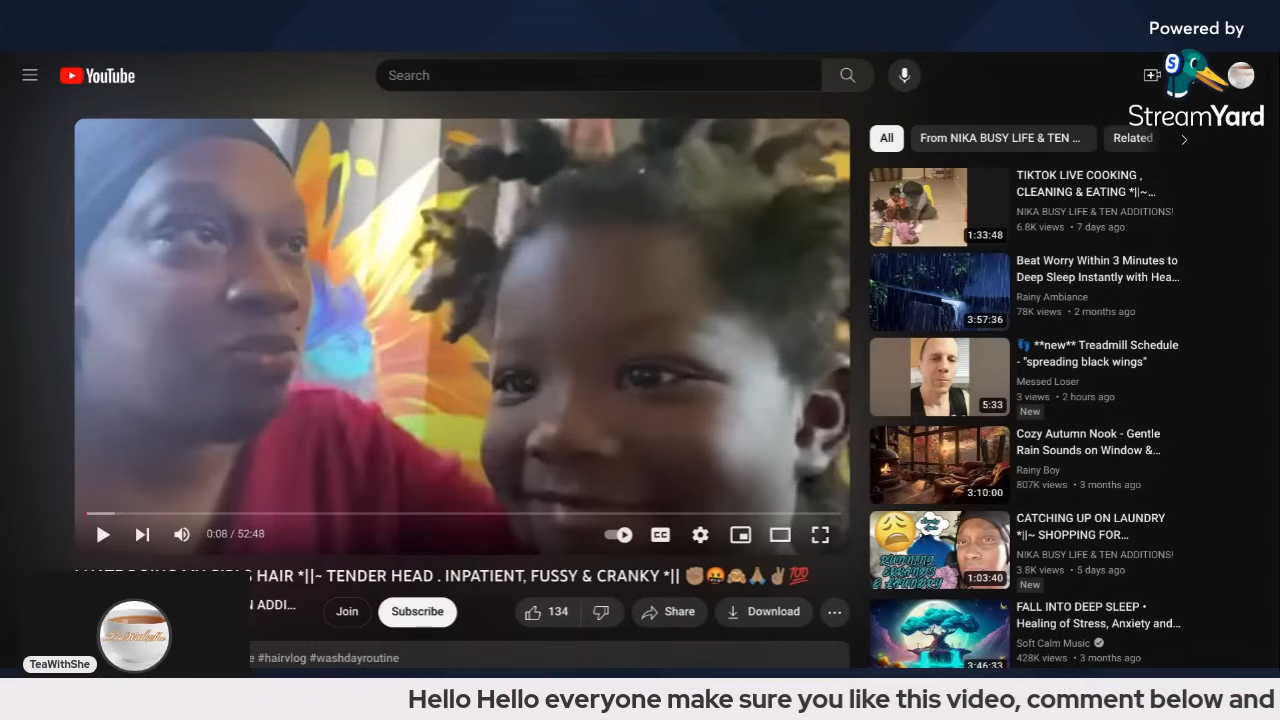 Powered by
StreamYard
YouTube
Search
All
From NIKA BUSY LIFE & TEN ...
Related
TIKTOK LIVE COOKING ,
CLEANING & EATING *||~...
NIKA BUSY LIFE & TEN ADDITIONS!
6.8K views • 7 days ago
1:33:48
Beat Worry Within 3 Minutes to
Deep Sleep Instantly with Hea...
Rainy Ambiance
78K views • 2 months ago
3:57:36
👣 **new** Treadmill Schedule
- "spreading black wings"
Messed Loser
3 views • 2 hours ago
New
5:33
Cozy Autumn Nook - Gentle
Rain Sounds on Window &...
Rainy Boy
807K views • 3 months ago
3:10:00
CATCHING UP ON LAUNDRY
*||~ SHOPPING FOR...
NIKA BUSY LIFE & TEN ADDITIONS!
3.8K views • 5 days ago
New
RUNNING
& LAUNDRY
1:03:40
FALL INTO DEEP SLEEP •
Healing of Stress, Anxiety and...
Soft Calm Music
428K views • 3 months ago
3:46:33
0:08 / 52:48
HAIR *||~ TENDER HEAD . INPATIENT, FUSSY & CRANKY *|| ✊🏾🤬🙈🙏🏾✌🏾💯
N ADDI...
Join
Subscribe
134
Share
Download
e #hairvlog #washdayroutine
TeaWithShe
TeaWithShe
Hello Hello everyone make sure you like this video, comment below and